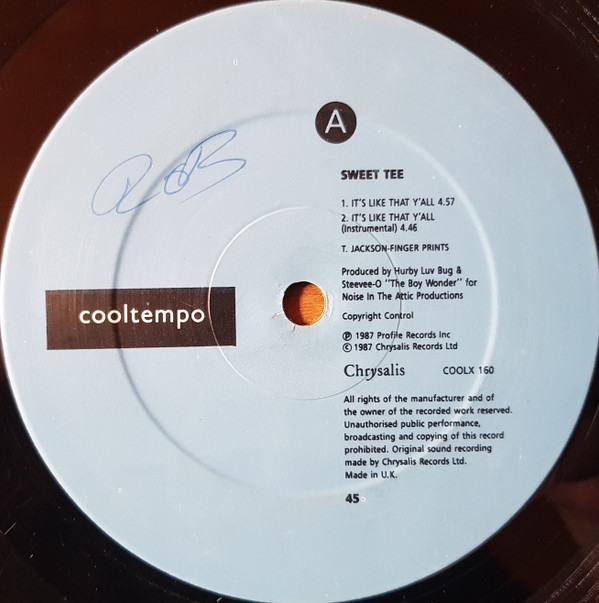 A
ROB
SWEET TEE
1. IT'S LIKE THAT Y'ALL 4.57
2. IT'S LIKE THAT Y'ALL
(Instrumental) 4.46
T. JACKSON-FINGER PRINTS
Produced by Hurby Luv Bug &
Steevee-O "The Boy Wonder" for
Noise In The Attic Productions
cooltempo
Copyright Control
℗ 1987 Profile Records Inc
© 1987 Chrysalis Records Ltd
Chrysalis COOLX 160
All rights of the manufacturer and of
the owner of the recorded work reserved.
Unauthorised public performance,
broadcasting and copying of this record
prohibited. Original sound recording
made by Chrysalis Records Ltd.
Made in U.K.
45